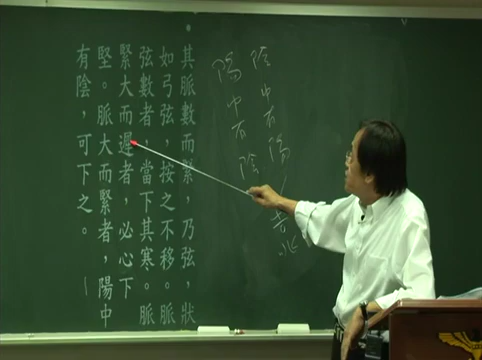 陰中有陽
陽中有陰
其脈數而緊，乃弦，狀
如弓弦，按之不移。脈
弦數者，當下其寒。脈
緊大而遲者，必心下
堅。脈大而緊者，陽中
有陰，可下之。